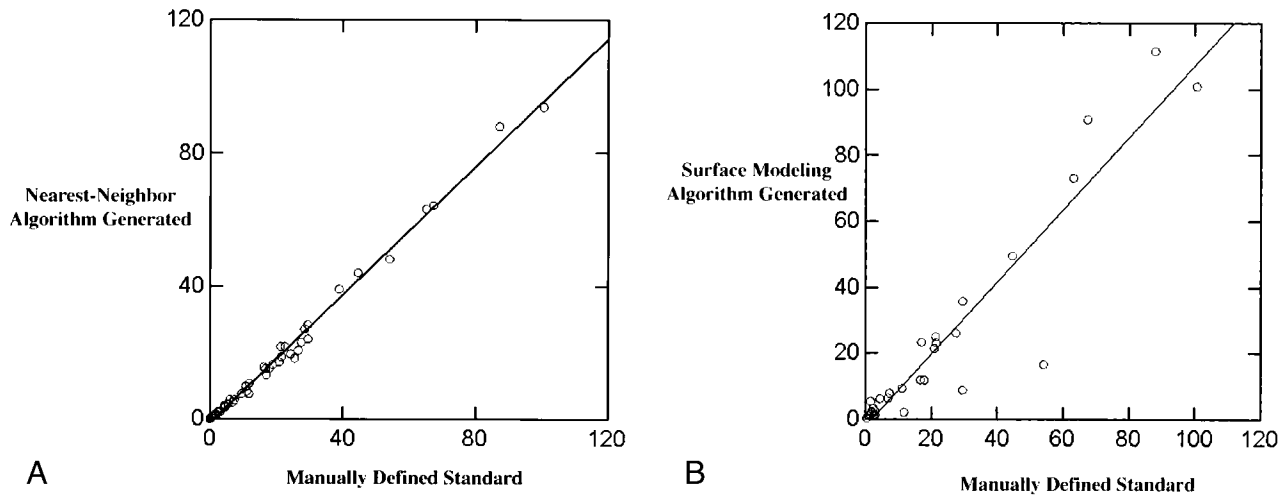 120
80
40
0
Nearest-Neighbor
Algorithm Generated
0 40 80 120
Manually Defined Standard
A
120
100
80
60
40
20
0
Surface Modeling
Algorithm Generated
0 20 40 60 80 100 120
Manually Defined Standard
B